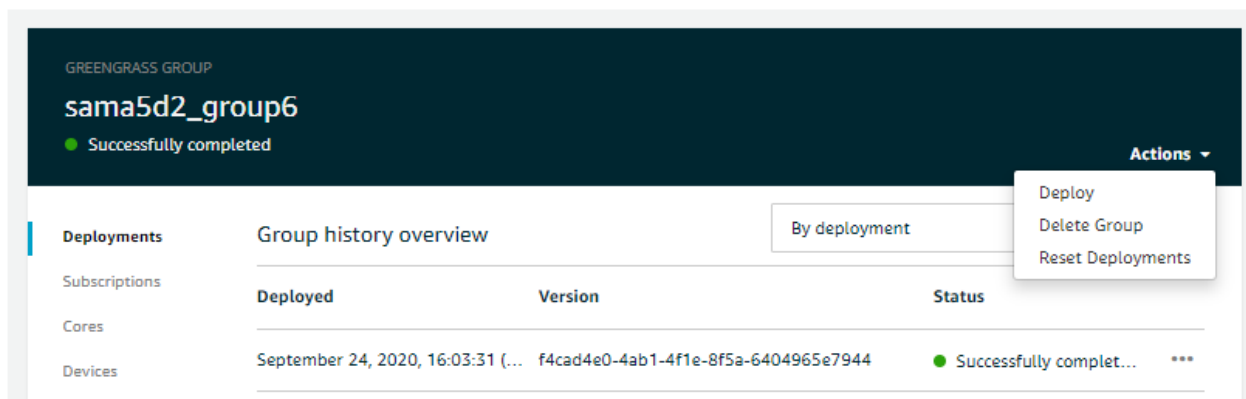 GREENGRASS GROUP
sama5d2_group6
Successfully completed
Actions
Deploy
Delete Group
Reset Deployments
Deployments
Subscriptions
Cores
Devices
Group history overview
By deployment
Deployed Version Status
September 24, 2020, 16:03:31 (... f4cad4e0-4ab1-4f1e-8f5a-6404965e7944 Successfully complet... •••